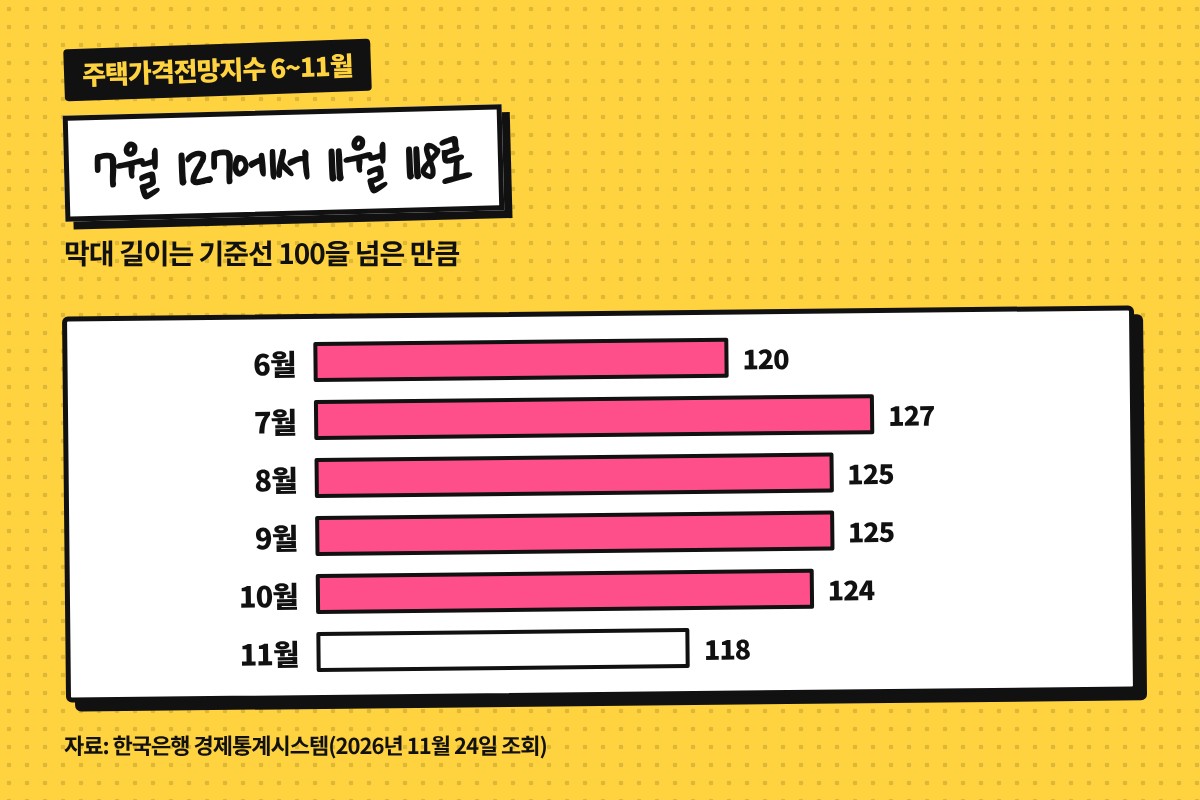 주택가격전망지수 6~11월
7월 127에서 11월 118로
막대 길이는 기준선 100을 넘은 만큼
6월 120
7월 127
8월 125
9월 125
10월 124
11월 118
자료: 한국은행 경제통계시스템(2026년 11월 24일 조회)